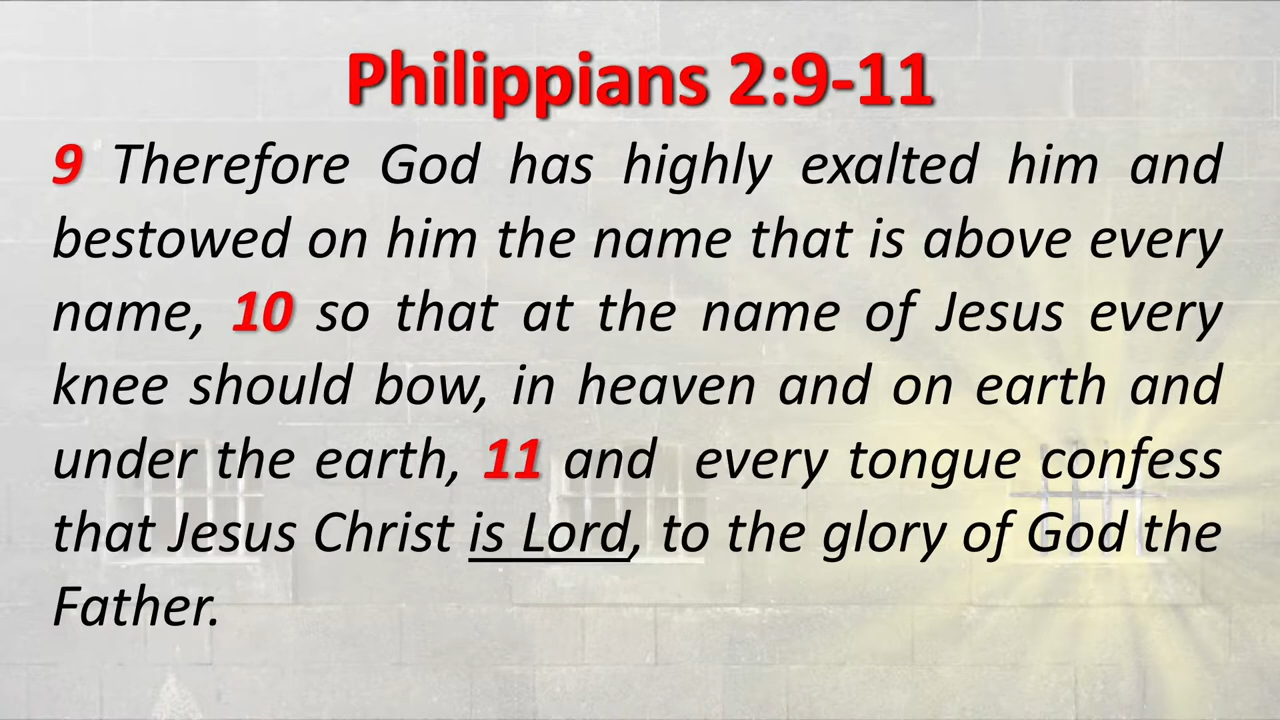 Philippians 2:9-11
9 Therefore God has highly exalted him and
bestowed on him the name that is above every
name, 10 so that at the name of Jesus every
knee should bow, in heaven and on earth and
under the earth, 11 and every tongue confess
that Jesus Christ is Lord, to the glory of God the
Father.